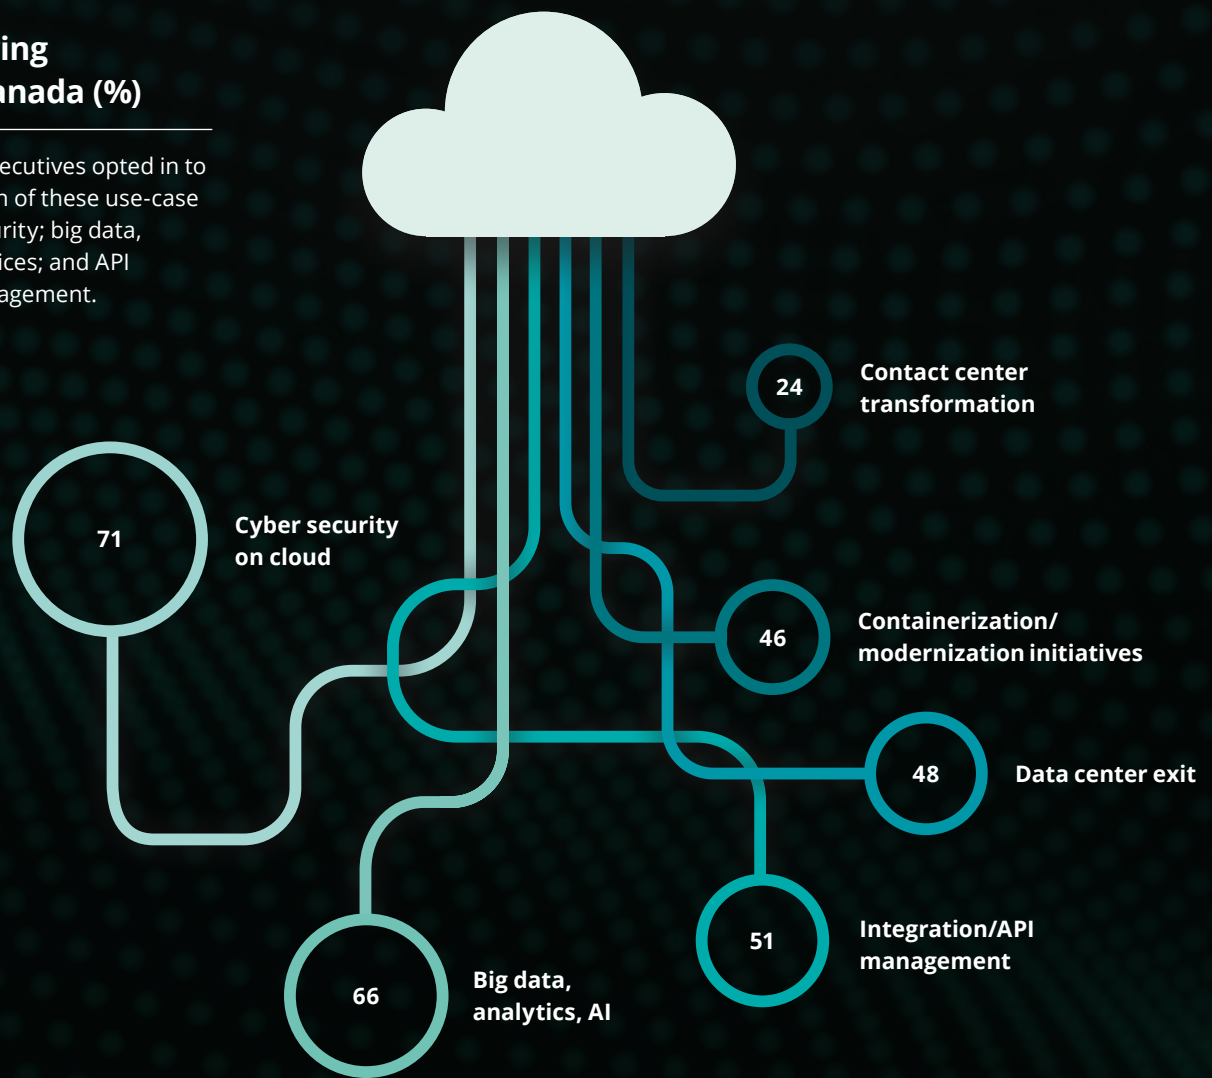 ing
anada (%)
ecutives opted in to
n of these use-case
urity; big data,
ices; and API
agement.
24
Contact center
transformation
71
Cyber security
on cloud
46
Containerization/
modernization initiatives
48
Data center exit
51
Integration/API
management
66
Big data,
analytics, AI